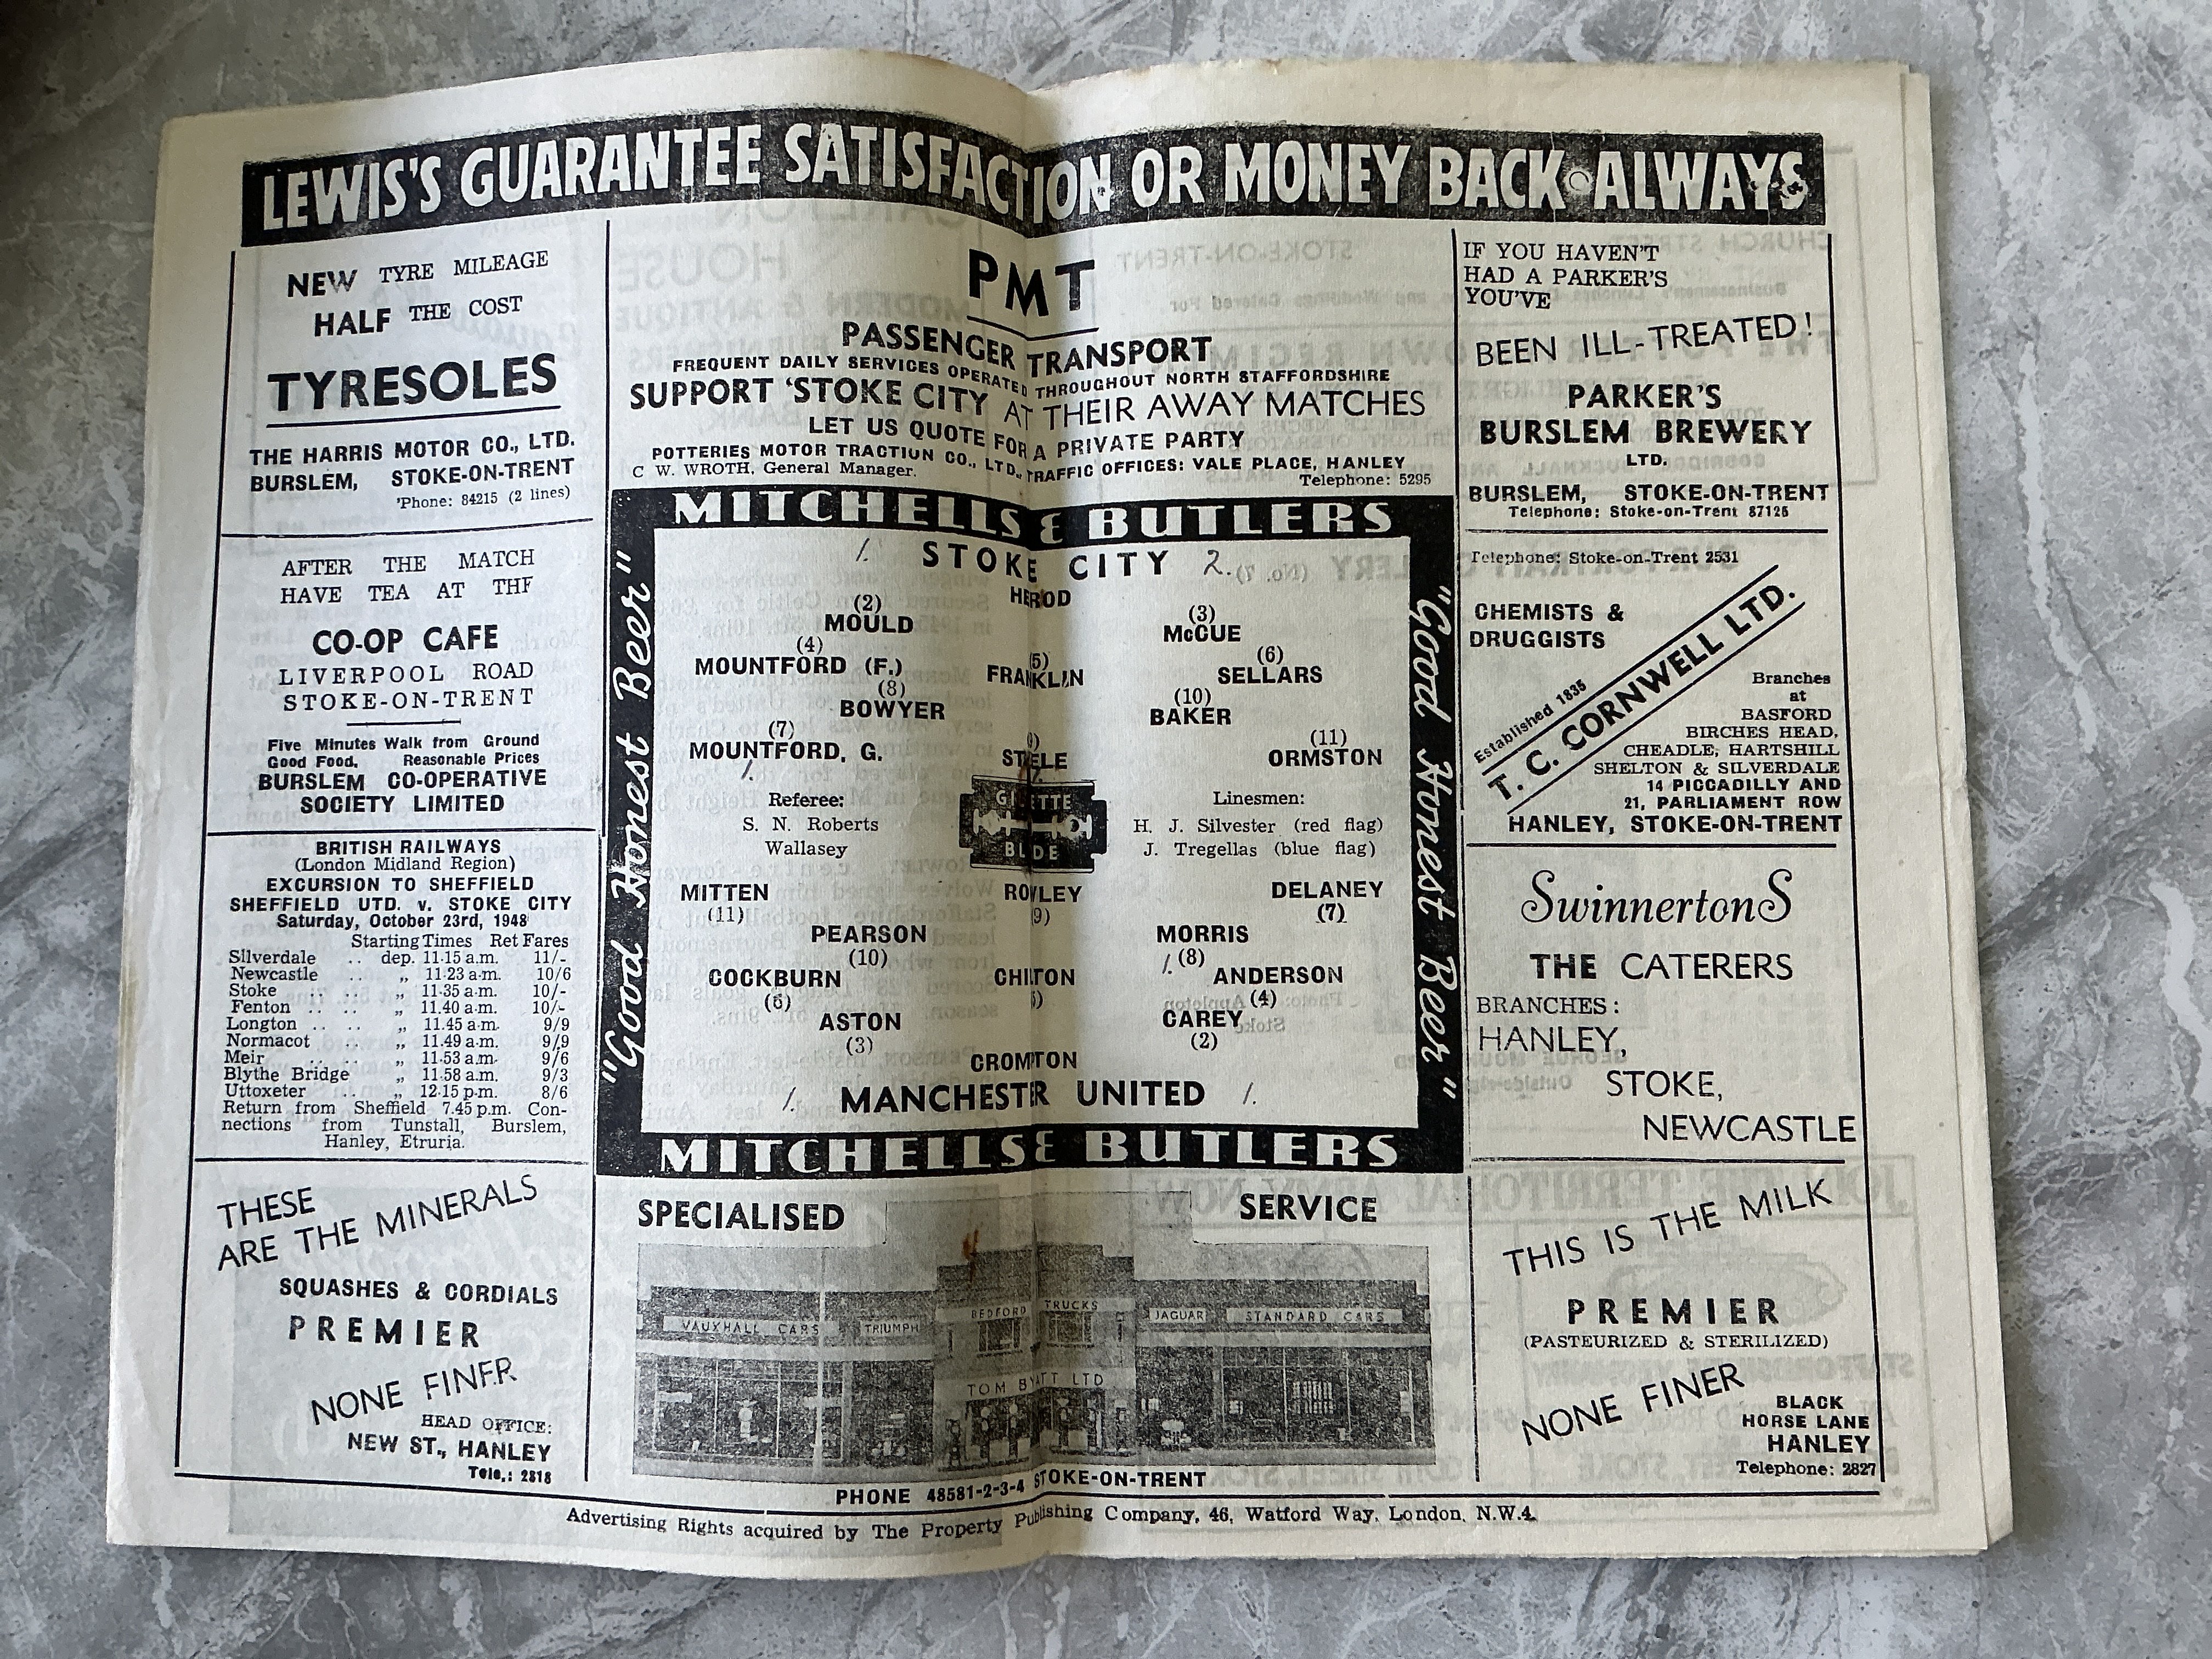 LEWIS'S GUARANTEE SATISFACTION OR MONEY BACK ALWAYS
NEW TYRE MILEAGE
HALF THE COST
TYRESOLES
THE HARRIS MOTOR CO., LTD.
BURSLEM, STOKE-ON-TRENT
'Phone: 84215 (2 lines)
AFTER THE MATCH
HAVE TEA AT THE
CO-OP CAFE
LIVERPOOL ROAD
STOKE-ON-TRENT
Five Minutes Walk from Ground
Good Food, Reasonable Prices
BURSLEM CO-OPERATIVE
SOCIETY LIMITED
BRITISH RAILWAYS
(London Midland Region)
EXCURSION TO SHEFFIELD
SHEFFIELD UTD. v. STOKE CITY
Saturday, October 23rd, 1948
Starting Times Ret Fares
Silverdale .. dep. 11·15 a.m. 11/-
Newcastle .. „ 11·23 a.m. 10/6
Stoke .. .. „ 11·35 a.m. 10/-
Fenton .. .. „ 11.40 a.m. 10/-
Longton .. .. „ 11.45 a.m. 9/9
Normacot .. „ 11.49 a.m. 9/9
Meir .. .. „ 11·53 a.m. 9/6
Blythe Bridge „ 11·58 a.m. 9/3
Uttoxeter .. „ 12·15 p.m. 8/6
Return from Sheffield 7.45 p.m. Con-
nections from Tunstall, Burslem,
Hanley, Etruria.
THESE
ARE THE MINERALS
SQUASHES & CORDIALS
PREMIER
NONE FINER
HEAD OFFICE:
NEW ST., HANLEY
Tele.: 2818
PMT
PASSENGER TRANSPORT
FREQUENT DAILY SERVICES OPERATED THROUGHOUT NORTH STAFFORDSHIRE
SUPPORT 'STOKE CITY AT THEIR AWAY MATCHES
LET US QUOTE FOR A PRIVATE PARTY
POTTERIES MOTOR TRACTION CO., LTD., TRAFFIC OFFICES: VALE PLACE, HANLEY
C W. WROTH, General Manager. Telephone: 5295
MITCHELLS & BUTLERS
"Good Honest Beer"
1. STOKE CITY 2.
HEROD
(2) (3)
MOULD McCUE
(4) (5) (6)
MOUNTFORD (F.) FRANKLIN SELLARS
(8) (10)
BOWYER BAKER
(7) (11)
MOUNTFORD, G. STEELE ORMSTON
1. 1.
Referee:
S. N. Roberts
Wallasey
GILLETTE
BLADE
Linesmen:
H. J. Silvester (red flag)
J. Tregellas (blue flag)
MITTEN ROWLEY DELANEY
(11) (9) (7)
PEARSON MORRIS
(10) 1. (8)
COCKBURN CHILTON ANDERSON
(6) (5) (4)
ASTON CAREY
(3) (2)
CROMPTON
1. MANCHESTER UNITED 1.
"Good Honest Beer"
MITCHELLS & BUTLERS
SPECIALISED SERVICE
VAUXHALL CARS TRIUMPH BEDFORD TRUCKS JAGUAR STANDARD CARS
TOM BYATT LTD
PHONE 48581-2-3-4 STOKE-ON-TRENT
IF YOU HAVEN'T
HAD A PARKER'S
YOU'VE
BEEN ILL-TREATED!
PARKER'S
BURSLEM BREWERY
LTD.
BURSLEM, STOKE-ON-TRENT
Telephone: Stoke-on-Trent 87125
Telephone: Stoke-on-Trent 2531
CHEMISTS &
DRUGGISTS
Established 1835
T. C. CORNWELL LTD.
Branches
at
BASFORD
BIRCHES HEAD,
CHEADLE, HARTSHILL
SHELTON & SILVERDALE
14 PICCADILLY AND
21, PARLIAMENT ROW
HANLEY, STOKE-ON-TRENT
SwinnertonS
THE CATERERS
BRANCHES:
HANLEY,
STOKE,
NEWCASTLE
THIS IS THE MILK
PREMIER
(PASTEURIZED & STERILIZED)
NONE FINER
BLACK
HORSE LANE
HANLEY
Telephone: 2827
Advertising Rights acquired by The Property Publishing Company, 46, Watford Way, London, N.W.4.